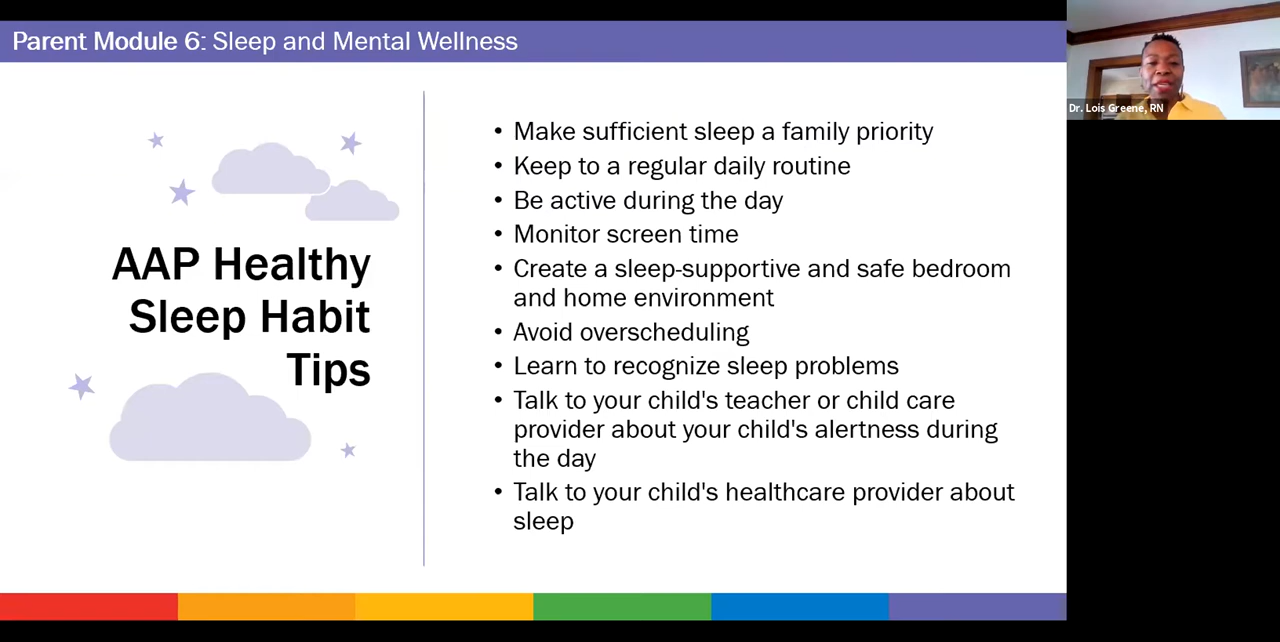 Parent Module 6: Sleep and Mental Wellness
Dr. Lois Greene, RN
AAP Healthy
Sleep Habit
Tips
• Make sufficient sleep a family priority
• Keep to a regular daily routine
• Be active during the day
• Monitor screen time
• Create a sleep-supportive and safe bedroom
and home environment
• Avoid overscheduling
• Learn to recognize sleep problems
• Talk to your child's teacher or child care
provider about your child's alertness during
the day
• Talk to your child's healthcare provider about
sleep